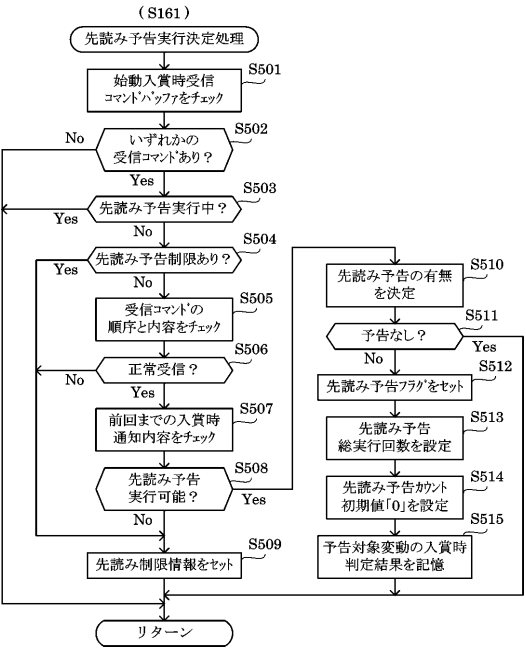 (S161)
先読み予告実行決定処理
S501
始動入賞時受信
コマンドバッファをチェック
S502
いずれかの
受信コマンドあり？
No
Yes
S503
先読み予告実行中？
Yes
No
S504
先読み予告制限あり？
Yes
No
S505
受信コマンドの
順序と内容をチェック
S506
正常受信？
No
Yes
S507
前回までの入賞時
通知内容をチェック
S508
先読み予告
実行可能？
Yes
No
S509
先読み制限情報をセット
リターン
S510
先読み予告の有無
を決定
S511
予告なし？
Yes
No
S512
先読み予告フラグをセット
S513
先読み予告
総実行回数を設定
S514
先読み予告カウント
初期値「0」を設定
S515
予告対象変動の入賞時
判定結果を記憶